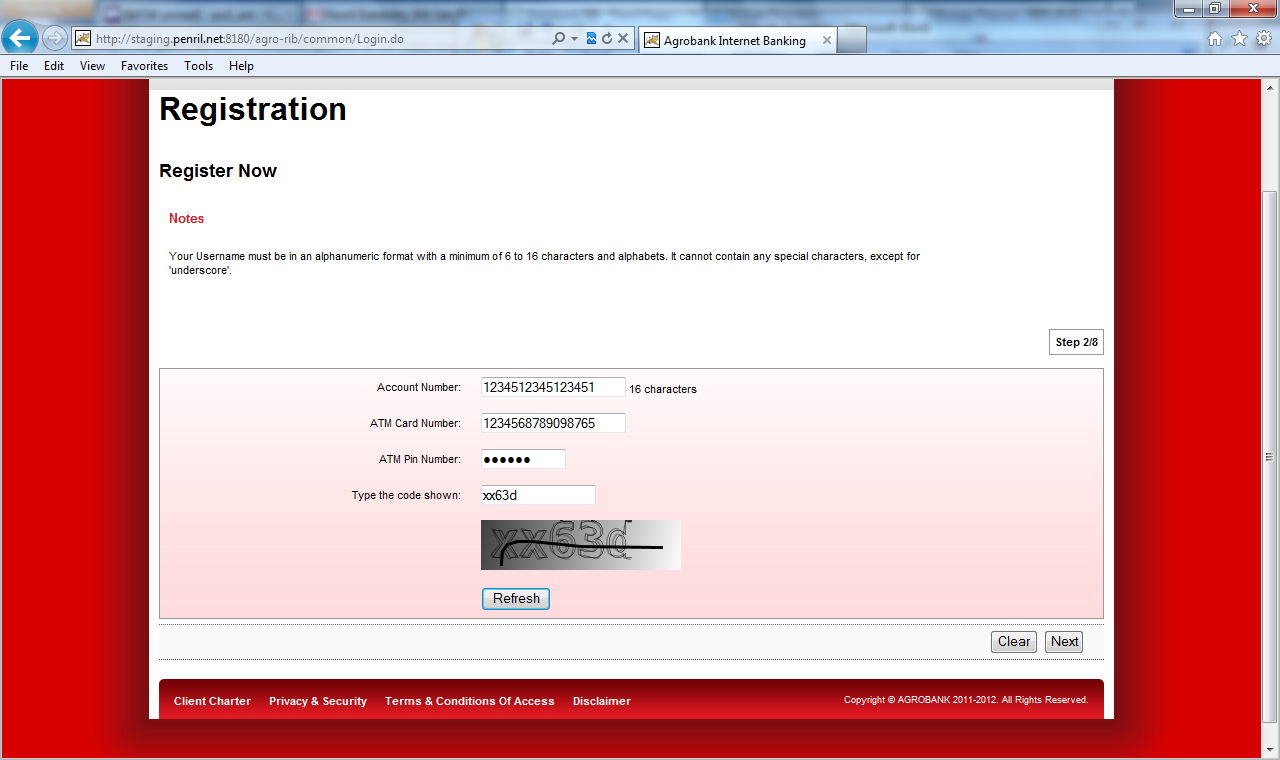 http://staging.penril.net:8180/agro-rib/common/Login.do
Agrobank Internet Banking
File Edit View Favorites Tools Help
Registration
Register Now
Notes
Your Username must be in an alphanumeric format with a minimum of 6 to 16 characters and alphabets. It cannot contain any special characters, except for
'underscore'.
Step 2/8
Account Number: 1234512345123451 16 characters
ATM Card Number: 1234568789098765
ATM Pin Number: ●●●●●●
Type the code shown: xx63d
xx63d
Refresh
Clear Next
Client Charter Privacy & Security Terms & Conditions Of Access Disclaimer Copyright © AGROBANK 2011-2012. All Rights Reserved.